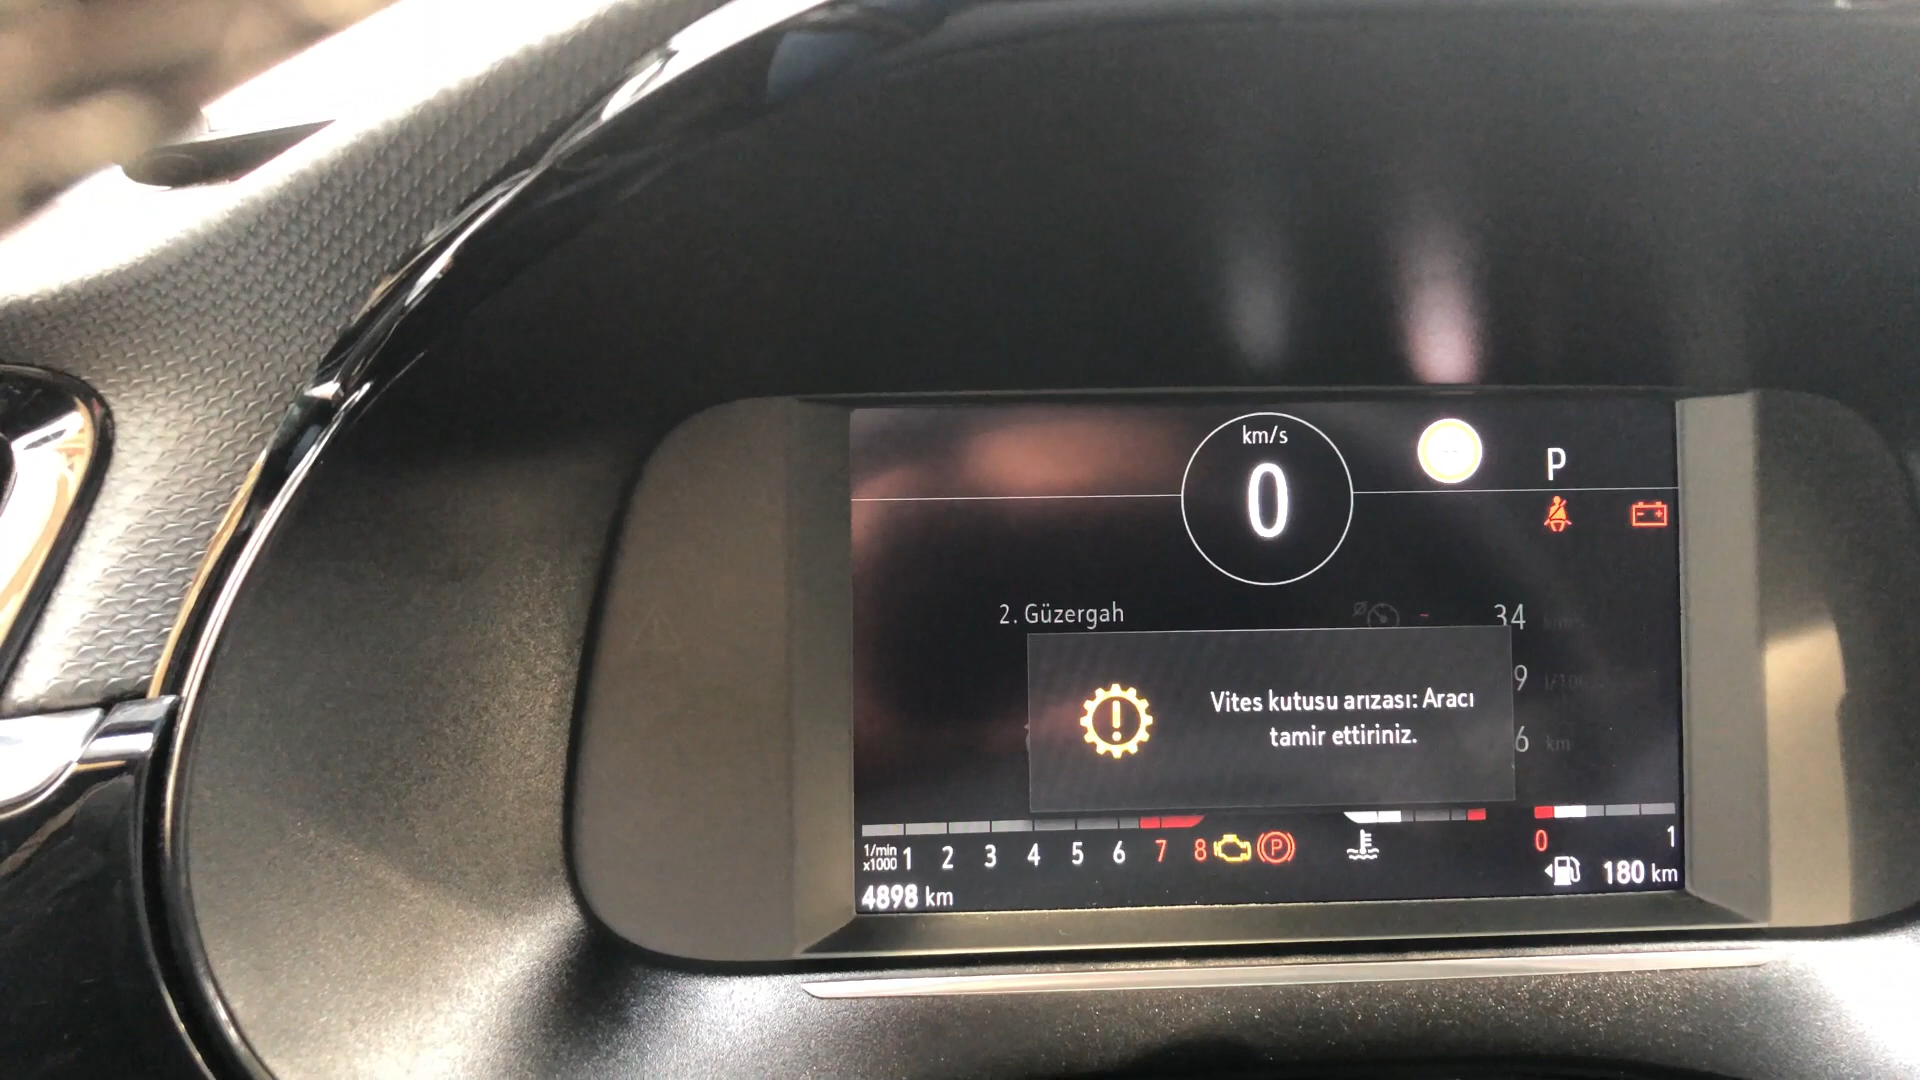 km/s
0
P
2. Güzergah
34
9
6 km
Vites kutusu arızası: Aracı
tamir ettiriniz.
1/min
x1000 1 2 3 4 5 6 7 8 P
0 1
180 km
4898 km